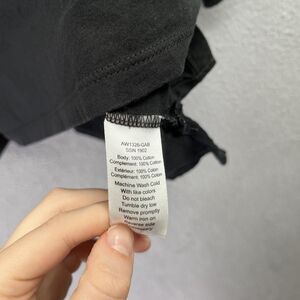 AW1326-GAB
SSIN 1902
Body: 100% Cotton
Complement: 100% Cotton
Extérieur: 100% Coton
Complément: 100% Coton
Machine Wash Cold
With like colors
Do not bleach
Tumble dry low
Remove promptly
Warm iron on
Reverse side